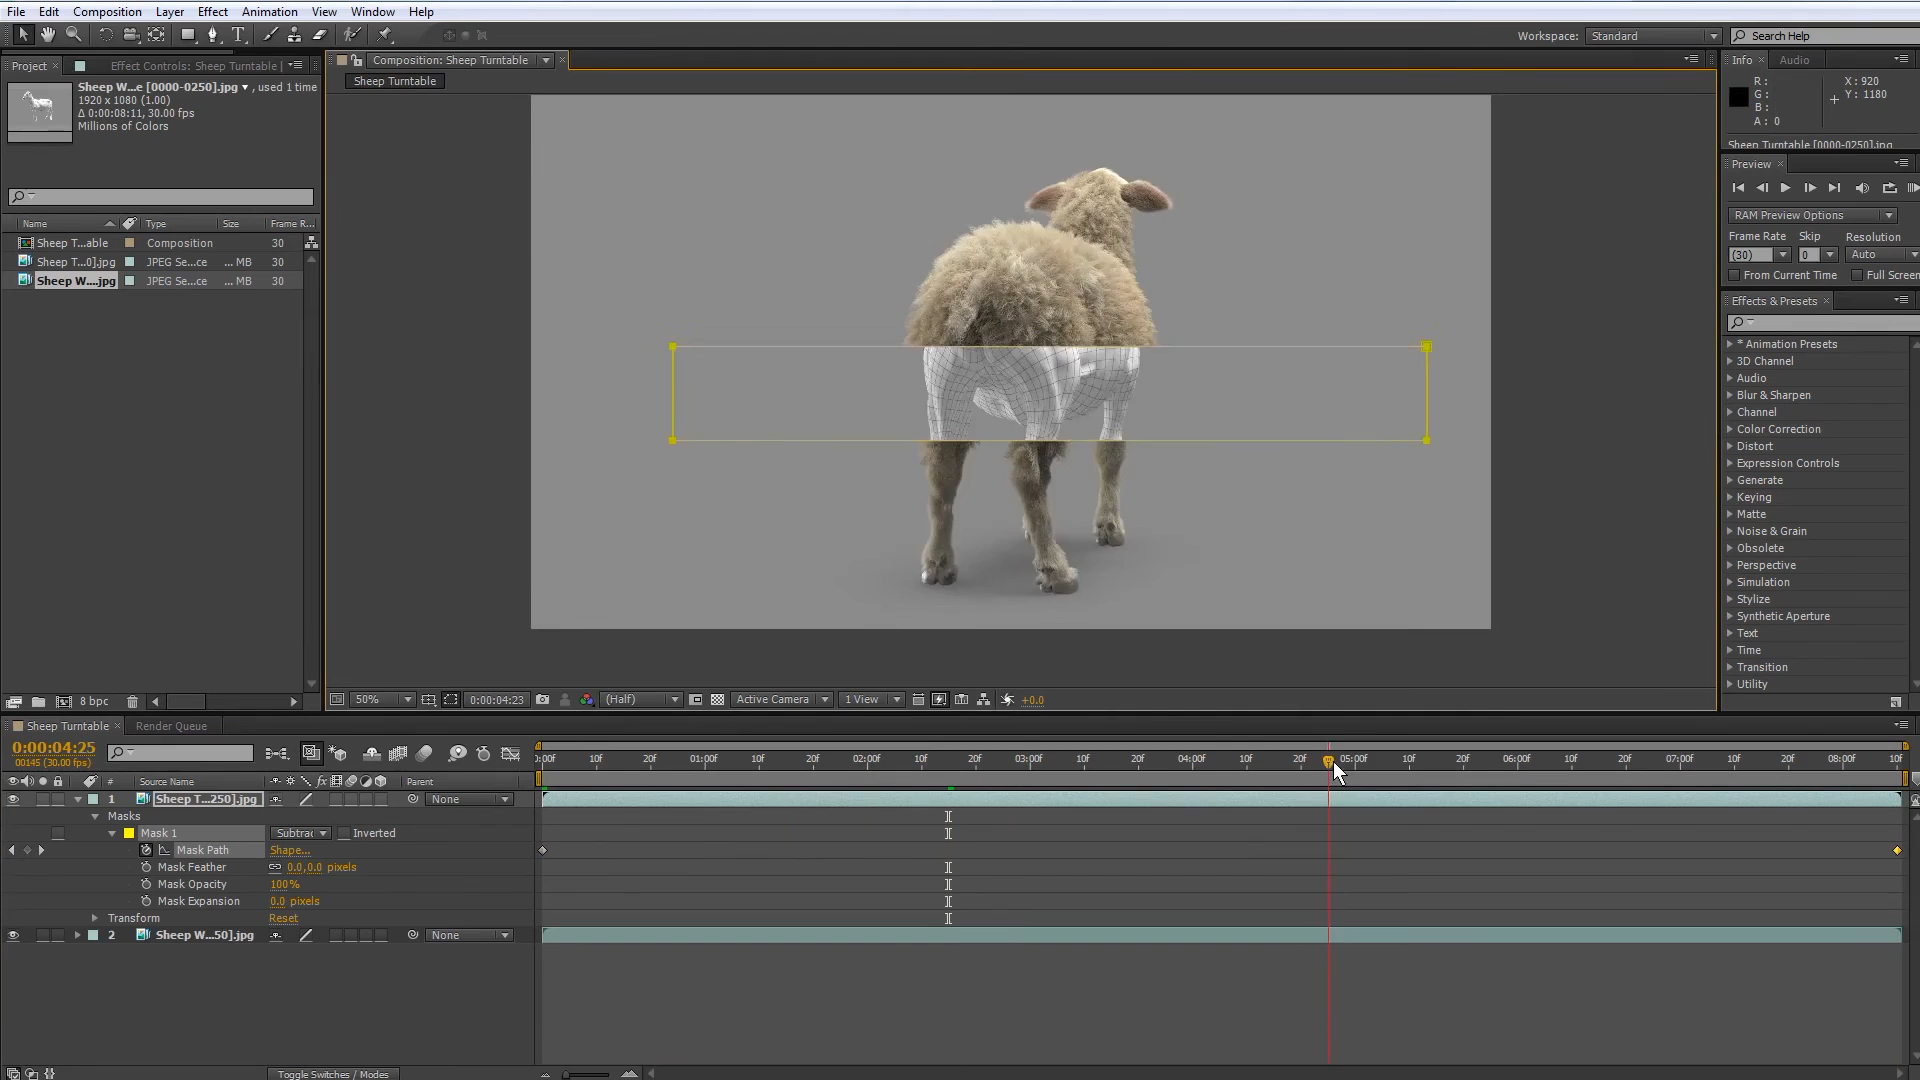 File Edit Composition Layer Effect Animation View Window Help
Workspace: Standard Search Help
Project Effect Controls: Sheep Turntable
Sheep W...e [0000-0250].jpg , used 1 time
1920 x 1080 (1.00)
Δ 0:00:08:11, 30.00 fps
Millions of Colors
Name Type Size Frame R...
Sheep T...able Composition 30
Sheep T...0].jpg JPEG Se...ce ... MB 30
Sheep W....jpg JPEG Se...ce ... MB 30
8 bpc
Composition: Sheep Turntable
Sheep Turntable
50% 0:00:04:23 (Half) Active Camera 1 View +0.0
Info Audio
R : X : 920
G : Y : 1180
B :
A : 0
Sheep Turntable [0000-0250].jpg
Preview
RAM Preview Options
Frame Rate Skip Resolution
(30) 0 Auto
From Current Time Full Screen
Effects & Presets
* Animation Presets
3D Channel
Audio
Blur & Sharpen
Channel
Color Correction
Distort
Expression Controls
Generate
Keying
Matte
Noise & Grain
Obsolete
Perspective
Simulation
Stylize
Synthetic Aperture
Text
Time
Transition
Utility
Sheep Turntable Render Queue
0:00:04:25
00145 (30.00 fps)
):00f 10f 20f 01:00f 10f 20f 02:00f 10f 20f 03:00f 10f 20f 04:00f 10f 20f 05:00f 10f 20f 06:00f 10f 20f 07:00f 10f 20f 08:00f 10f
# Source Name fx Parent
1 Sheep T...250].jpg None
Masks
Mask 1 Subtrac Inverted
Mask Path Shape...
Mask Feather 0.0,0.0 pixels
Mask Opacity 100%
Mask Expansion 0.0 pixels
Transform Reset
2 Sheep W...50].jpg None
Toggle Switches / Modes